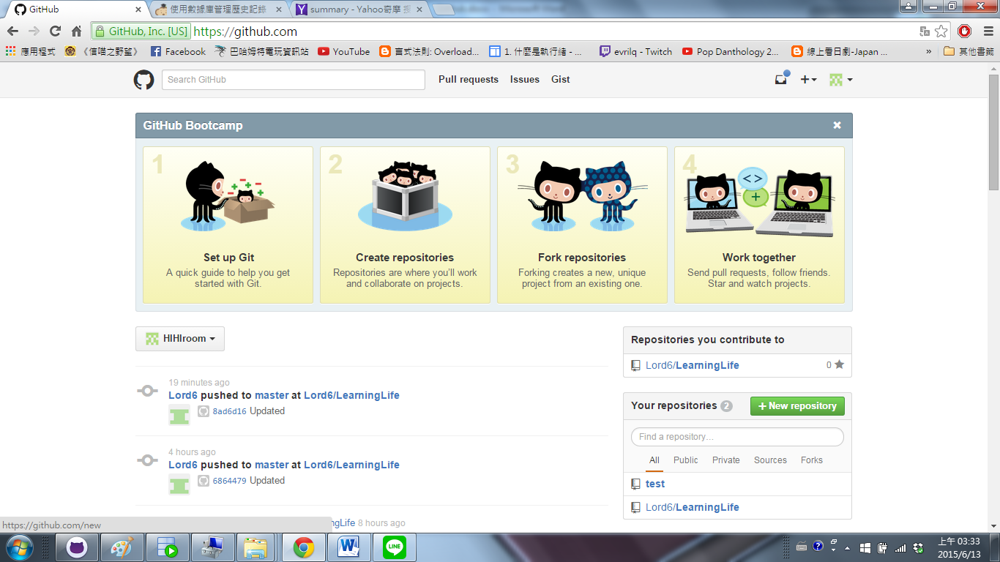 GitHub
使用數據庫管理歷史記錄
summary - Yahoo奇摩 搜
GitHub, Inc. [US]
https://github.com
應用程式
《信喵之野望》
Facebook
巴哈姆特電玩資訊站
YouTube
言式法則: Overload...
1. 什麼是執行緒 - ...
evrilq - Twitch
Pop Danthology 2...
線上看日劇-Japan ...
»
其他書籤
Search GitHub
Pull requests
Issues
Gist
GitHub Bootcamp
1
Set up Git
A quick guide to help you get
started with Git.
2
Create repositories
Repositories are where you'll work
and collaborate on projects.
3
Fork repositories
Forking creates a new, unique
project from an existing one.
4
Work together
Send pull requests, follow friends.
Star and watch projects.
HIHIroom
19 minutes ago
Lord6 pushed to master at Lord6/LearningLife
8ad6d16 Updated
4 hours ago
Lord6 pushed to master at Lord6/LearningLife
6864479 Updated
ngLife 8 hours ago
Repositories you contribute to
Lord6/LearningLife
0
Your repositories 2
New repository
Find a repository…
All
Public
Private
Sources
Forks
test
Lord6/LearningLife
https://github.com/new
LINE
上午 03:33
2015/6/13